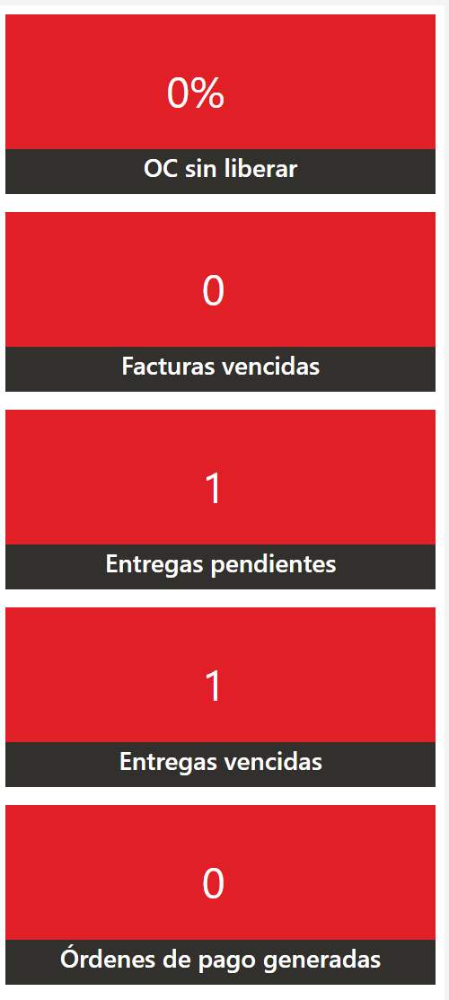 0%
OC sin liberar
0
Facturas vencidas
1
Entregas pendientes
1
Entregas vencidas
0
Órdenes de pago generadas